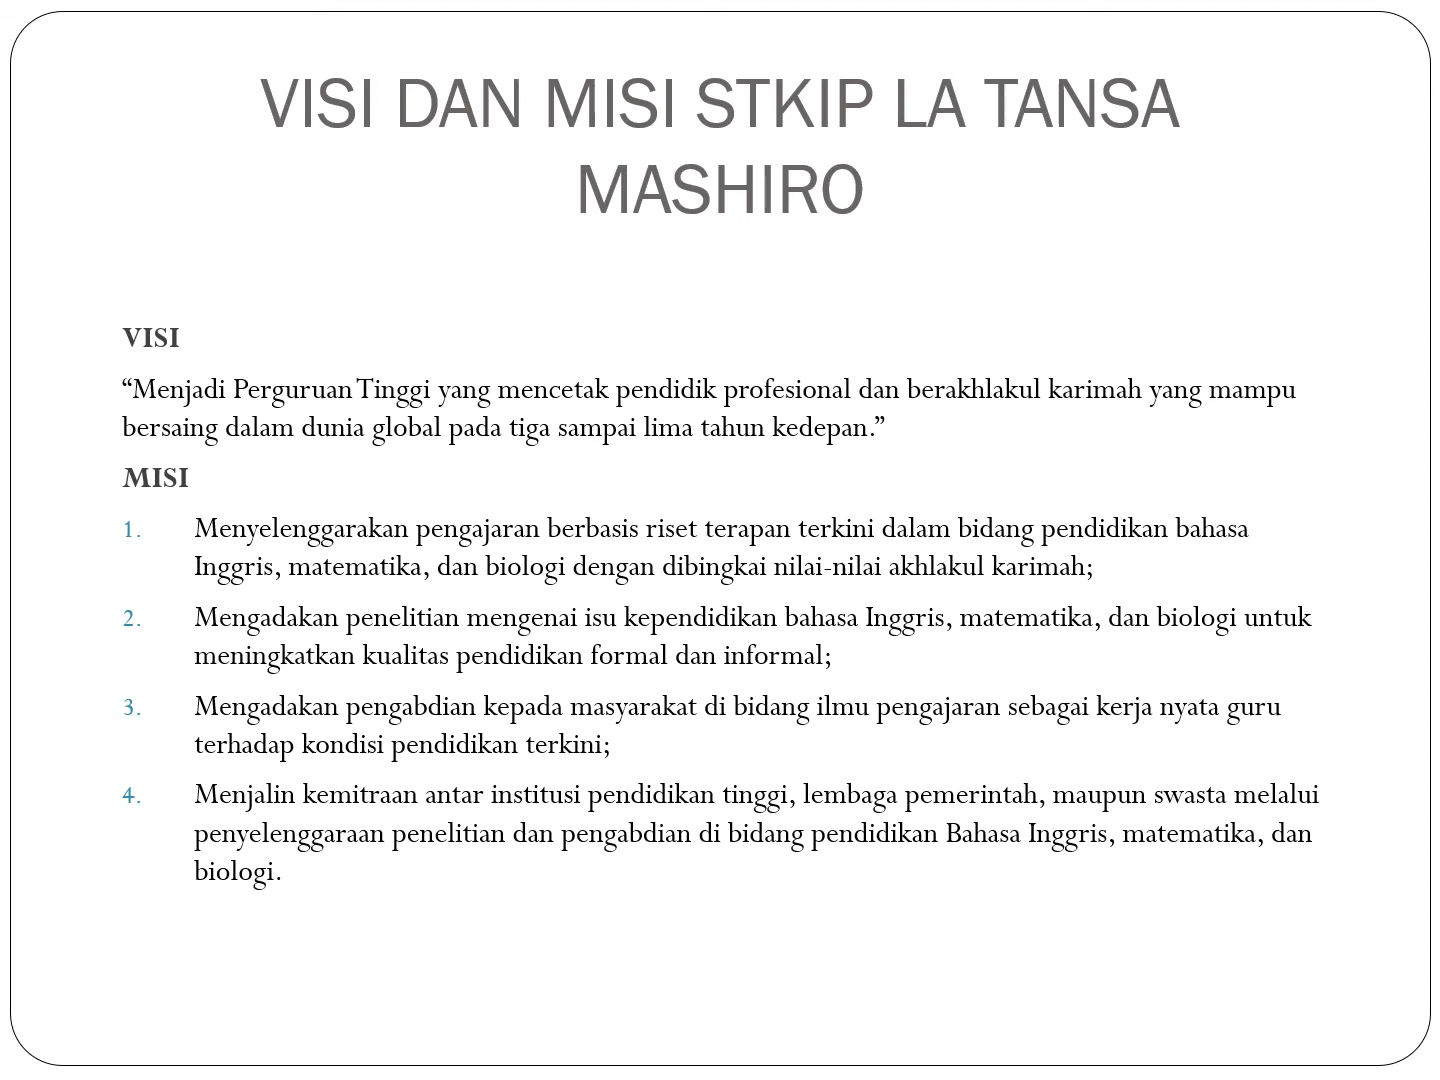 VISI DAN MISI STKIP LA TANSA
MASHIRO
VISI
“Menjadi Perguruan Tinggi yang mencetak pendidik profesional dan berakhlakul karimah yang mampu
bersaing dalam dunia global pada tiga sampai lima tahun kedepan.”
MISI
1. Menyelenggarakan pengajaran berbasis riset terapan terkini dalam bidang pendidikan bahasa
Inggris, matematika, dan biologi dengan dibingkai nilai-nilai akhlakul karimah;
2. Mengadakan penelitian mengenai isu kependidikan bahasa Inggris, matematika, dan biologi untuk
meningkatkan kualitas pendidikan formal dan informal;
3. Mengadakan pengabdian kepada masyarakat di bidang ilmu pengajaran sebagai kerja nyata guru
terhadap kondisi pendidikan terkini;
4. Menjalin kemitraan antar institusi pendidikan tinggi, lembaga pemerintah, maupun swasta melalui
penyelenggaraan penelitian dan pengabdian di bidang pendidikan Bahasa Inggris, matematika, dan
biologi.